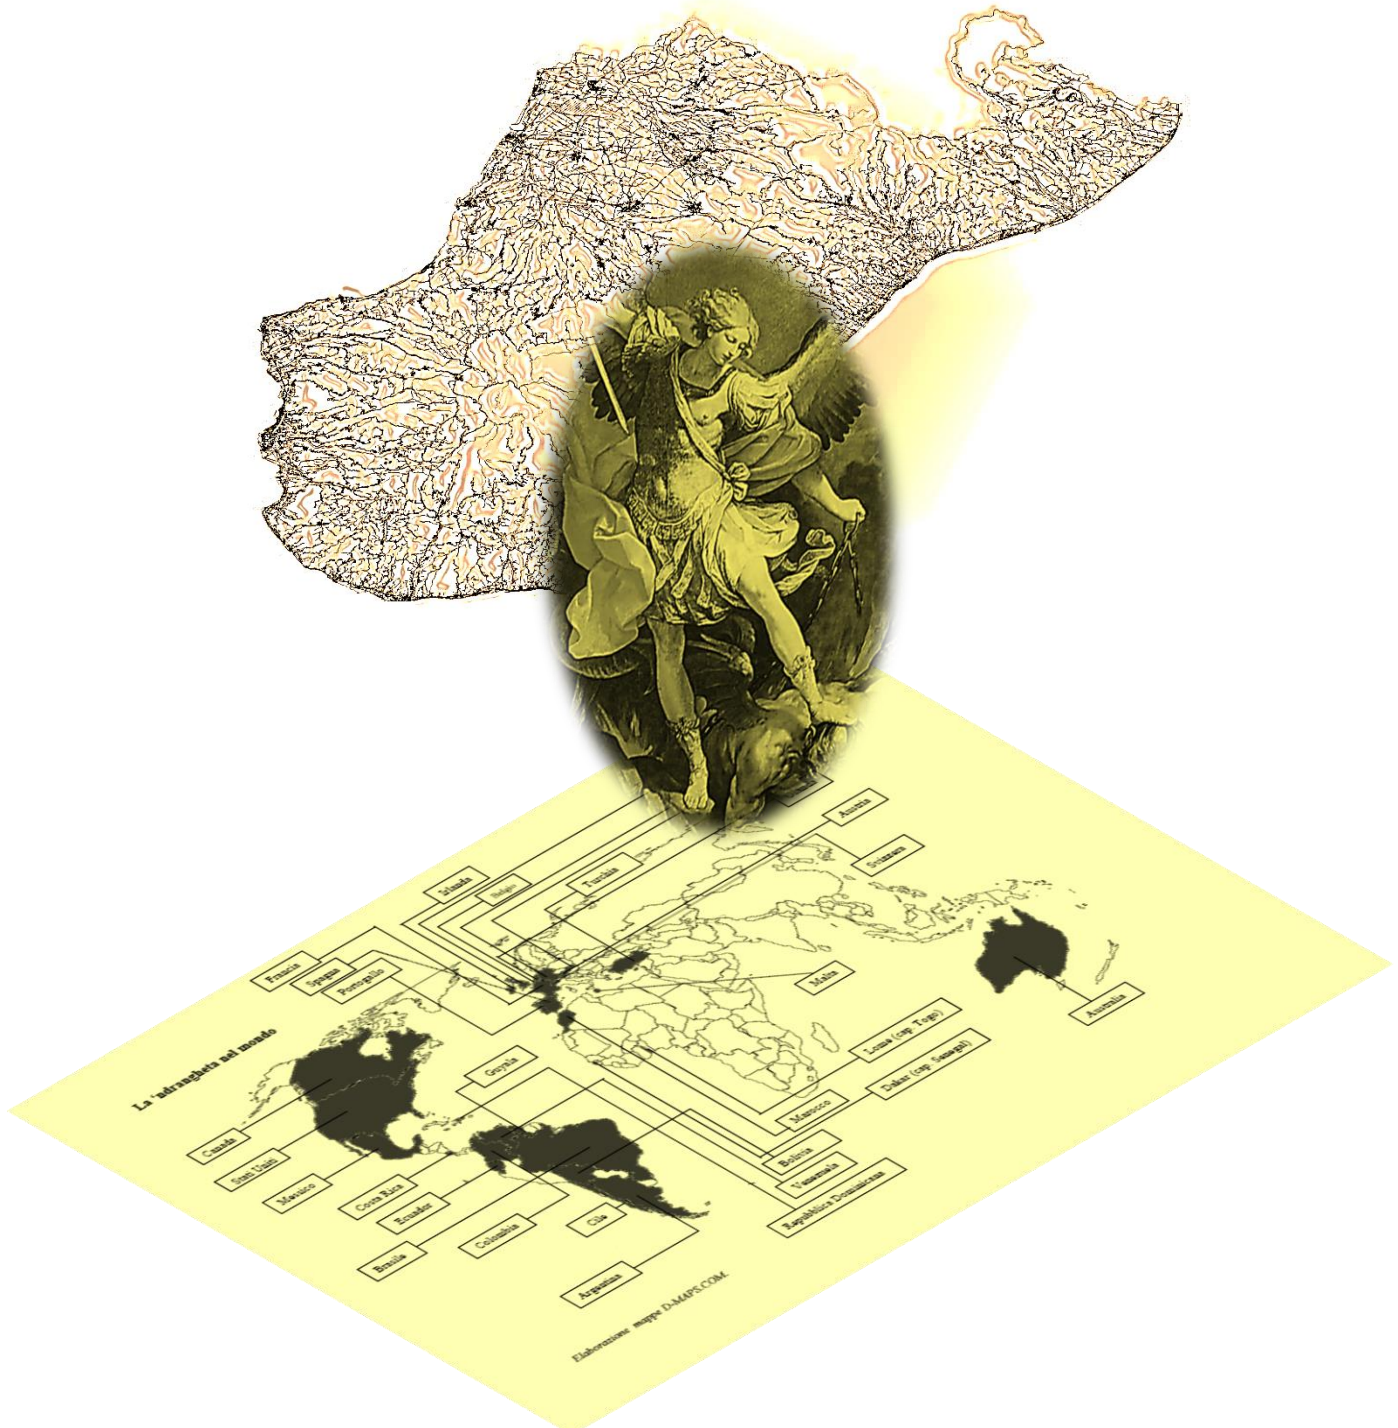 Austria
Svizzera
Turchia
Irlanda
Belgio
Francia
Spagna
Portogallo
Malta
Australia
La 'ndrangheta nel mondo
Lome (cap. Togo)
Dakar (cap. Senegal)
Guyana
Marocco
Canada
Stati Uniti
Messico
Costa Rica
Ecuador
Bolivia
Venezuela
Repubblica Dominicana
Brasile
Colombia
Cile
Argentina
Elaborazione mappe D-MAPS.COM.